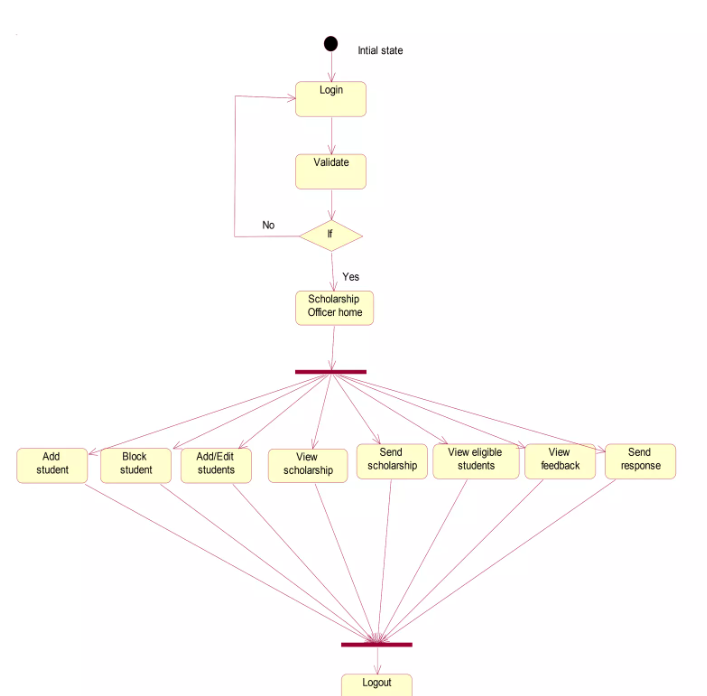 Intial state
Login
Validate
If
No
Yes
Scholarship
Officer home
Add
student
Block
student
Add/Edit
students
View
scholarship
Send
scholarship
View eligible
students
View
feedback
Send
response
Logout